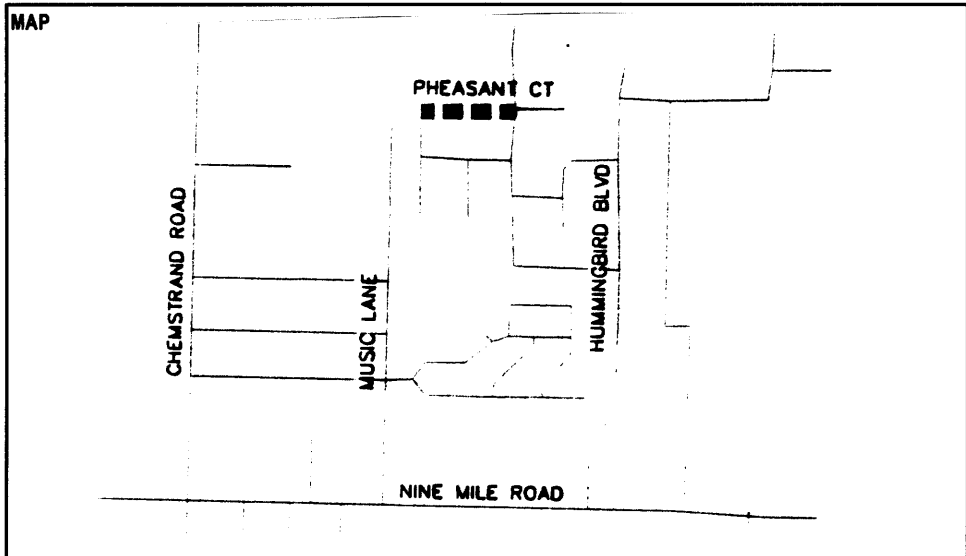 MAP
PHEASANT CT
CHEMSTRAND ROAD
MUSIC LANE
HUMMINGBIRD BLVD
NINE MILE ROAD